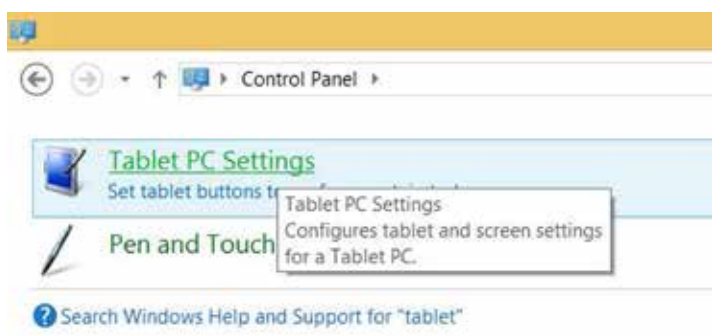 Control Panel
Tablet PC Settings
Set tablet buttons
Tablet PC Settings
Configures tablet and screen settings
for a Tablet PC.
Pen and Touch
Search Windows Help and Support for "tablet"